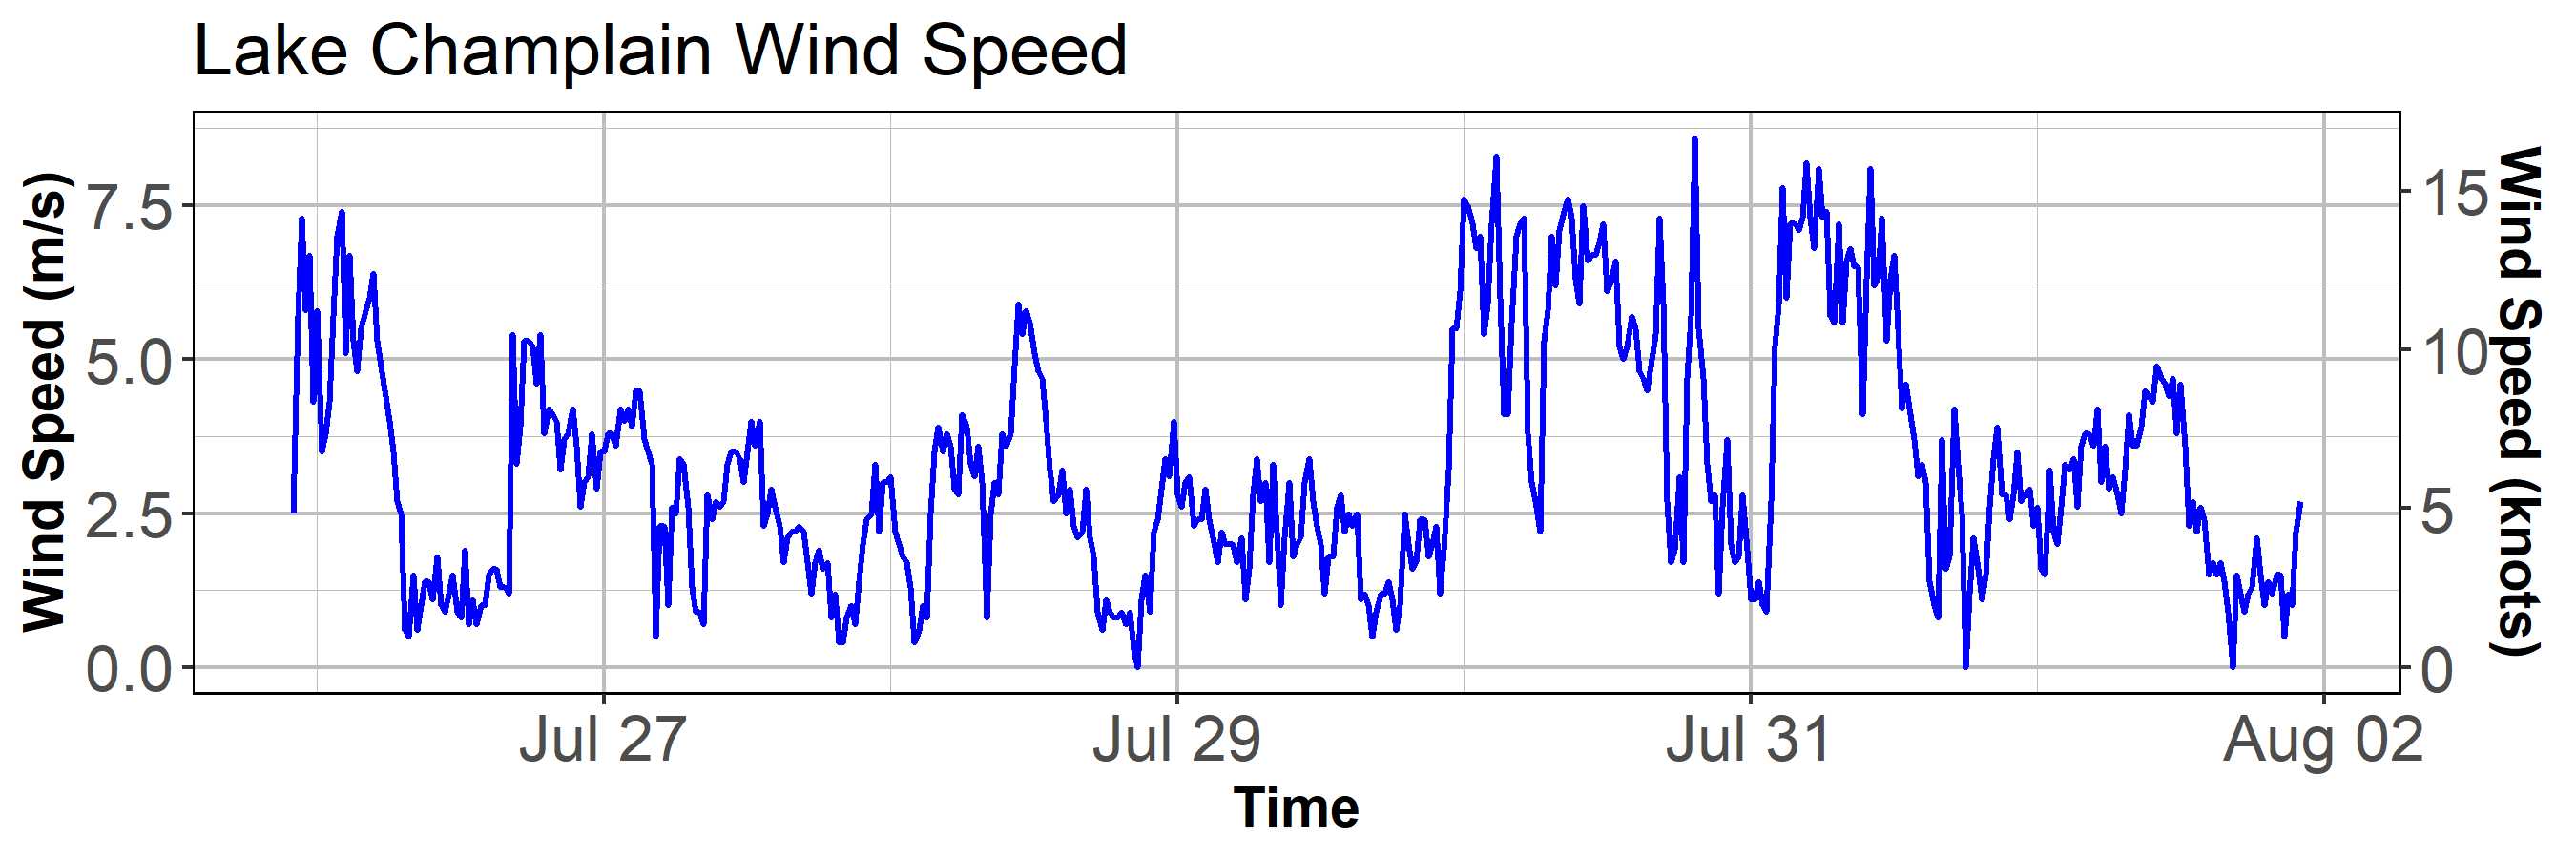 Lake Champlain Wind Speed
Wind Speed (m/s)
7.5
5.0
2.5
0.0
15
10
5
0
Wind Speed (knots)
Jul 27
Jul 29
Jul 31
Aug 02
Time